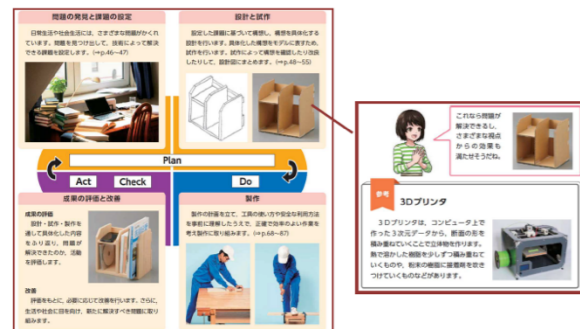 問題の発見と課題の設定
日常生活や社会生活には、さまざまな問題がかくれ
ています。問題を見つけ出して、技術によって解決
できる課題を設定します。(⇒p.46~47)
設計と試作
設定した課題に基づいて構想し、構想を具体化する
設計を行います。具体化した構想をモデルに表すため、
試作を行います。試作によって構想を確認したり改良
したりして、設計図にまとめます。(⇒p.48~55)
Plan
Act
Check
Do
成果の評価と改善
成果の評価
設計・試作・製作を
通して具体化した内容
をふり返り、問題が
解決できたのか、活動
を評価します。
改善
評価をもとに、必要に応じて改善を行います。さらに、
生活や社会に目を向け、新たに解決すべき問題に取り
組みます。
製作
製作の計画を立て、工具の使い方や安全な利用方法
を事前に理解したうえで、正確で効率のよい作業を
考え製作に取り組みます。(⇒p.68~87)
これなら問題が
解決できるし、
さまざまな視点
からの効果も
満たせそうだね。
参考
3Dプリンタ
3Dプリンタは、コンピュータ上で
作った3次元データから、断面の形を
積み重ねていくことで立体物を作ります。
熱で溶かした樹脂を少しずつ積み重ねて
いくものや、粉末の樹脂に接着剤を吹き
つけていくものなどがあります。